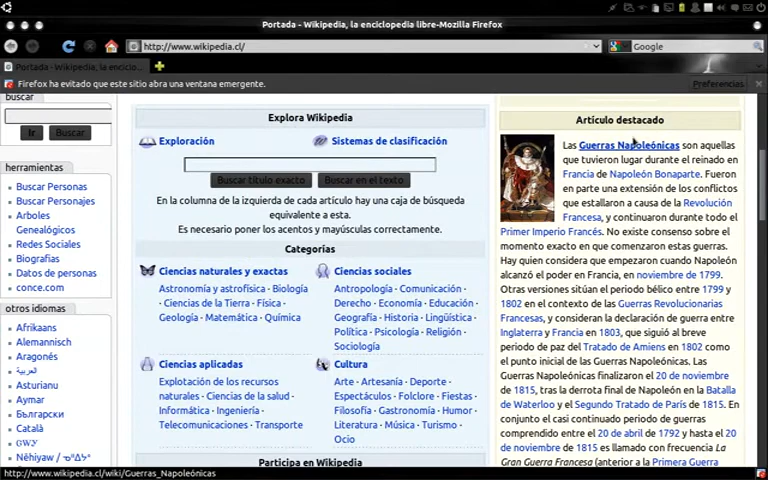 Portada - Wikipedia, la enciclopedia libre-Mozilla Firefox
http://www.wikipedia.cl/
Google
Portada - Wikipedia, la enciclo...
Firefox ha evitado que este sitio abra una ventana emergente.
Preferencias
buscar
Ir
Buscar
herramientas
Buscar Personas
Buscar Personajes
Arboles
Genealógicos
Redes Sociales
Biografias
Datos de personas
conce.com
otros idiomas
Afrikaans
Alemannisch
Aragonés
العربية
Asturianu
Aymar
Български
Català
ᏣᎳᎩ
Nēhiyaw / ᓀᐦᐃᔭᐤ
Explora Wikipedia
Exploración
Sistemas de clasificación
Buscar título exacto
Buscar en el texto
En la columna de la izquierda de cada artículo hay una caja de búsqueda
equivalente a esta.
Es necesario poner los acentos y mayúsculas correctamente.
Categorías
Ciencias naturales y exactas
Astronomía y astrofísica · Biología
· Ciencias de la Tierra · Física ·
Geología · Matemática · Química
Ciencias sociales
Antropología · Comunicación ·
Derecho · Economía · Educación ·
Geografía · Historia · Lingüística ·
Política · Psicología · Religión ·
Sociología
Ciencias aplicadas
Explotación de los recursos
naturales · Ciencias de la salud ·
Informática · Ingeniería ·
Telecomunicaciones · Transporte
Cultura
Arte · Artesanía · Deporte ·
Espectáculos · Folclore · Fiestas ·
Filosofía · Gastronomía · Humor ·
Literatura · Música · Turismo ·
Ocio
Participa en Wikipedia
Artículo destacado
Las Guerras Napoleónicas son aquellas
que tuvieron lugar durante el reinado en
Francia de Napoleón Bonaparte. Fueron
en parte una extensión de los conflictos
que estallaron a causa de la Revolución
Francesa, y continuaron durante todo el
Primer Imperio Francés. No existe consenso sobre el
momento exacto en que comenzaron estas guerras.
Hay quien considera que empezaron cuando Napoleón
alcanzó el poder en Francia, en noviembre de 1799.
Otras versiones sitúan el periodo bélico entre 1799 y
1802 en el contexto de las Guerras Revolucionarias
Francesas, y consideran la declaración de guerra entre
Inglaterra y Francia en 1803, que siguió al breve
periodo de paz del Tratado de Amiens en 1802 como
el punto inicial de las Guerras Napoleónicas. Las
Guerras Napoleónicas finalizaron el 20 de noviembre
de 1815, tras la derrota final de Napoleón en la Batalla
de Waterloo y el Segundo Tratado de París de 1815. En
conjunto el casi continuado periodo de guerras
comprendido entre el 20 de abril de 1792 y hasta el 20
de noviembre de 1815 es llamado con frecuencia La
Gran Guerra Francesa (anterior a la Primera Guerra
http://www.wikipedia.cl/wiki/Guerras_Napoleónicas